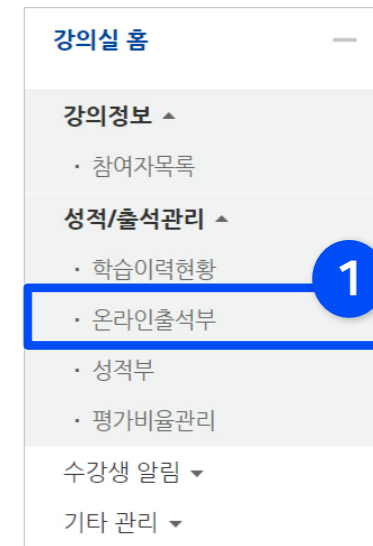 강의실 홈
강의정보
· 참여자목록
성적/출석관리
· 학습이력현황
1
· 온라인출석부
· 성적부
· 평가비율관리
수강생 알림
기타 관리